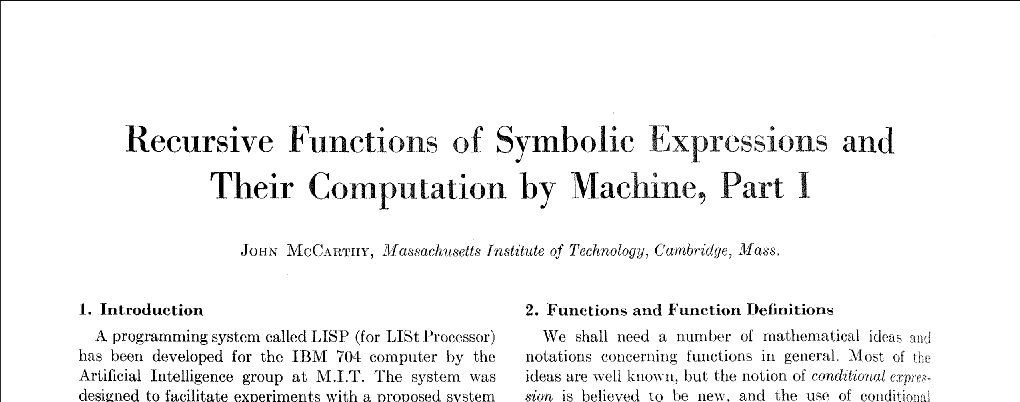 Recursive Functions of Symbolic Expressions and
Their Computation by Machine, Part I
JOHN MCCARTHY, Massachusetts Institute of Technology, Cambridge, Mass.
1. Introduction
A programming system called LISP (for LISt Processor)
has been developed for the IBM 704 computer by the
Artificial Intelligence group at M.I.T. The system was
designed to facilitate experiments with a proposed system
2. Functions and Function Definitions
We shall need a number of mathematical ideas and
notations concerning functions in general. Most of the
ideas are well known, but the notion of conditional expres-
sion is believed to be new, and the use of conditional